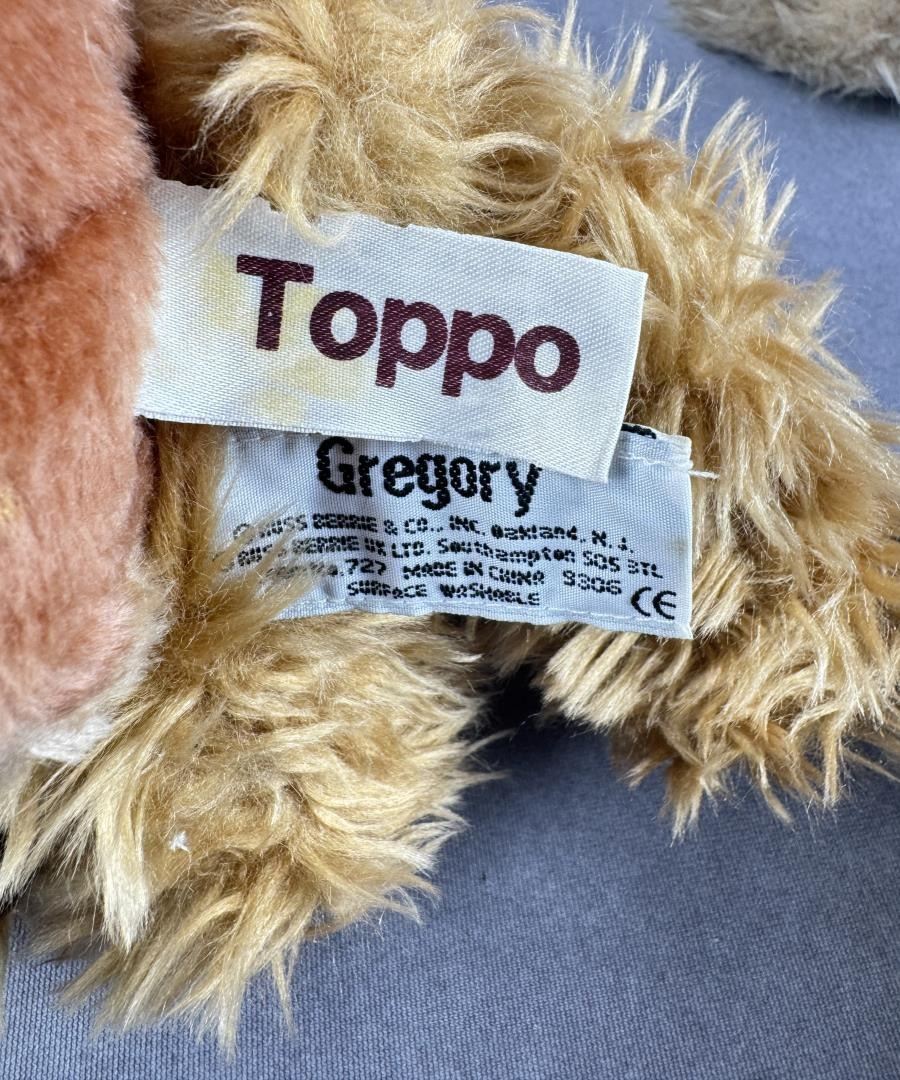 Toppo
Gregory
RUSS BERRIE & CO., INC. Oakland, N.J.
RUSS BERRIE UK LTD. Southampton SO5 3TL
.727 MADE IN CHINA 9306
SURFACE WASHABLE CE